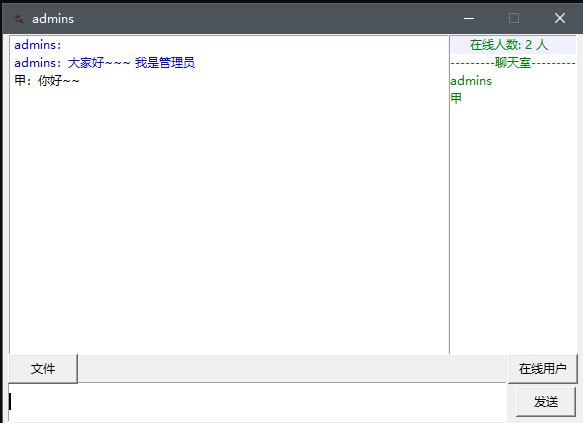 admins
admins：
admins：大家好~~~ 我是管理员
甲：你好~~
在线人数: 2 人
---------聊天室---------
admins
甲
文件
在线用户
发送